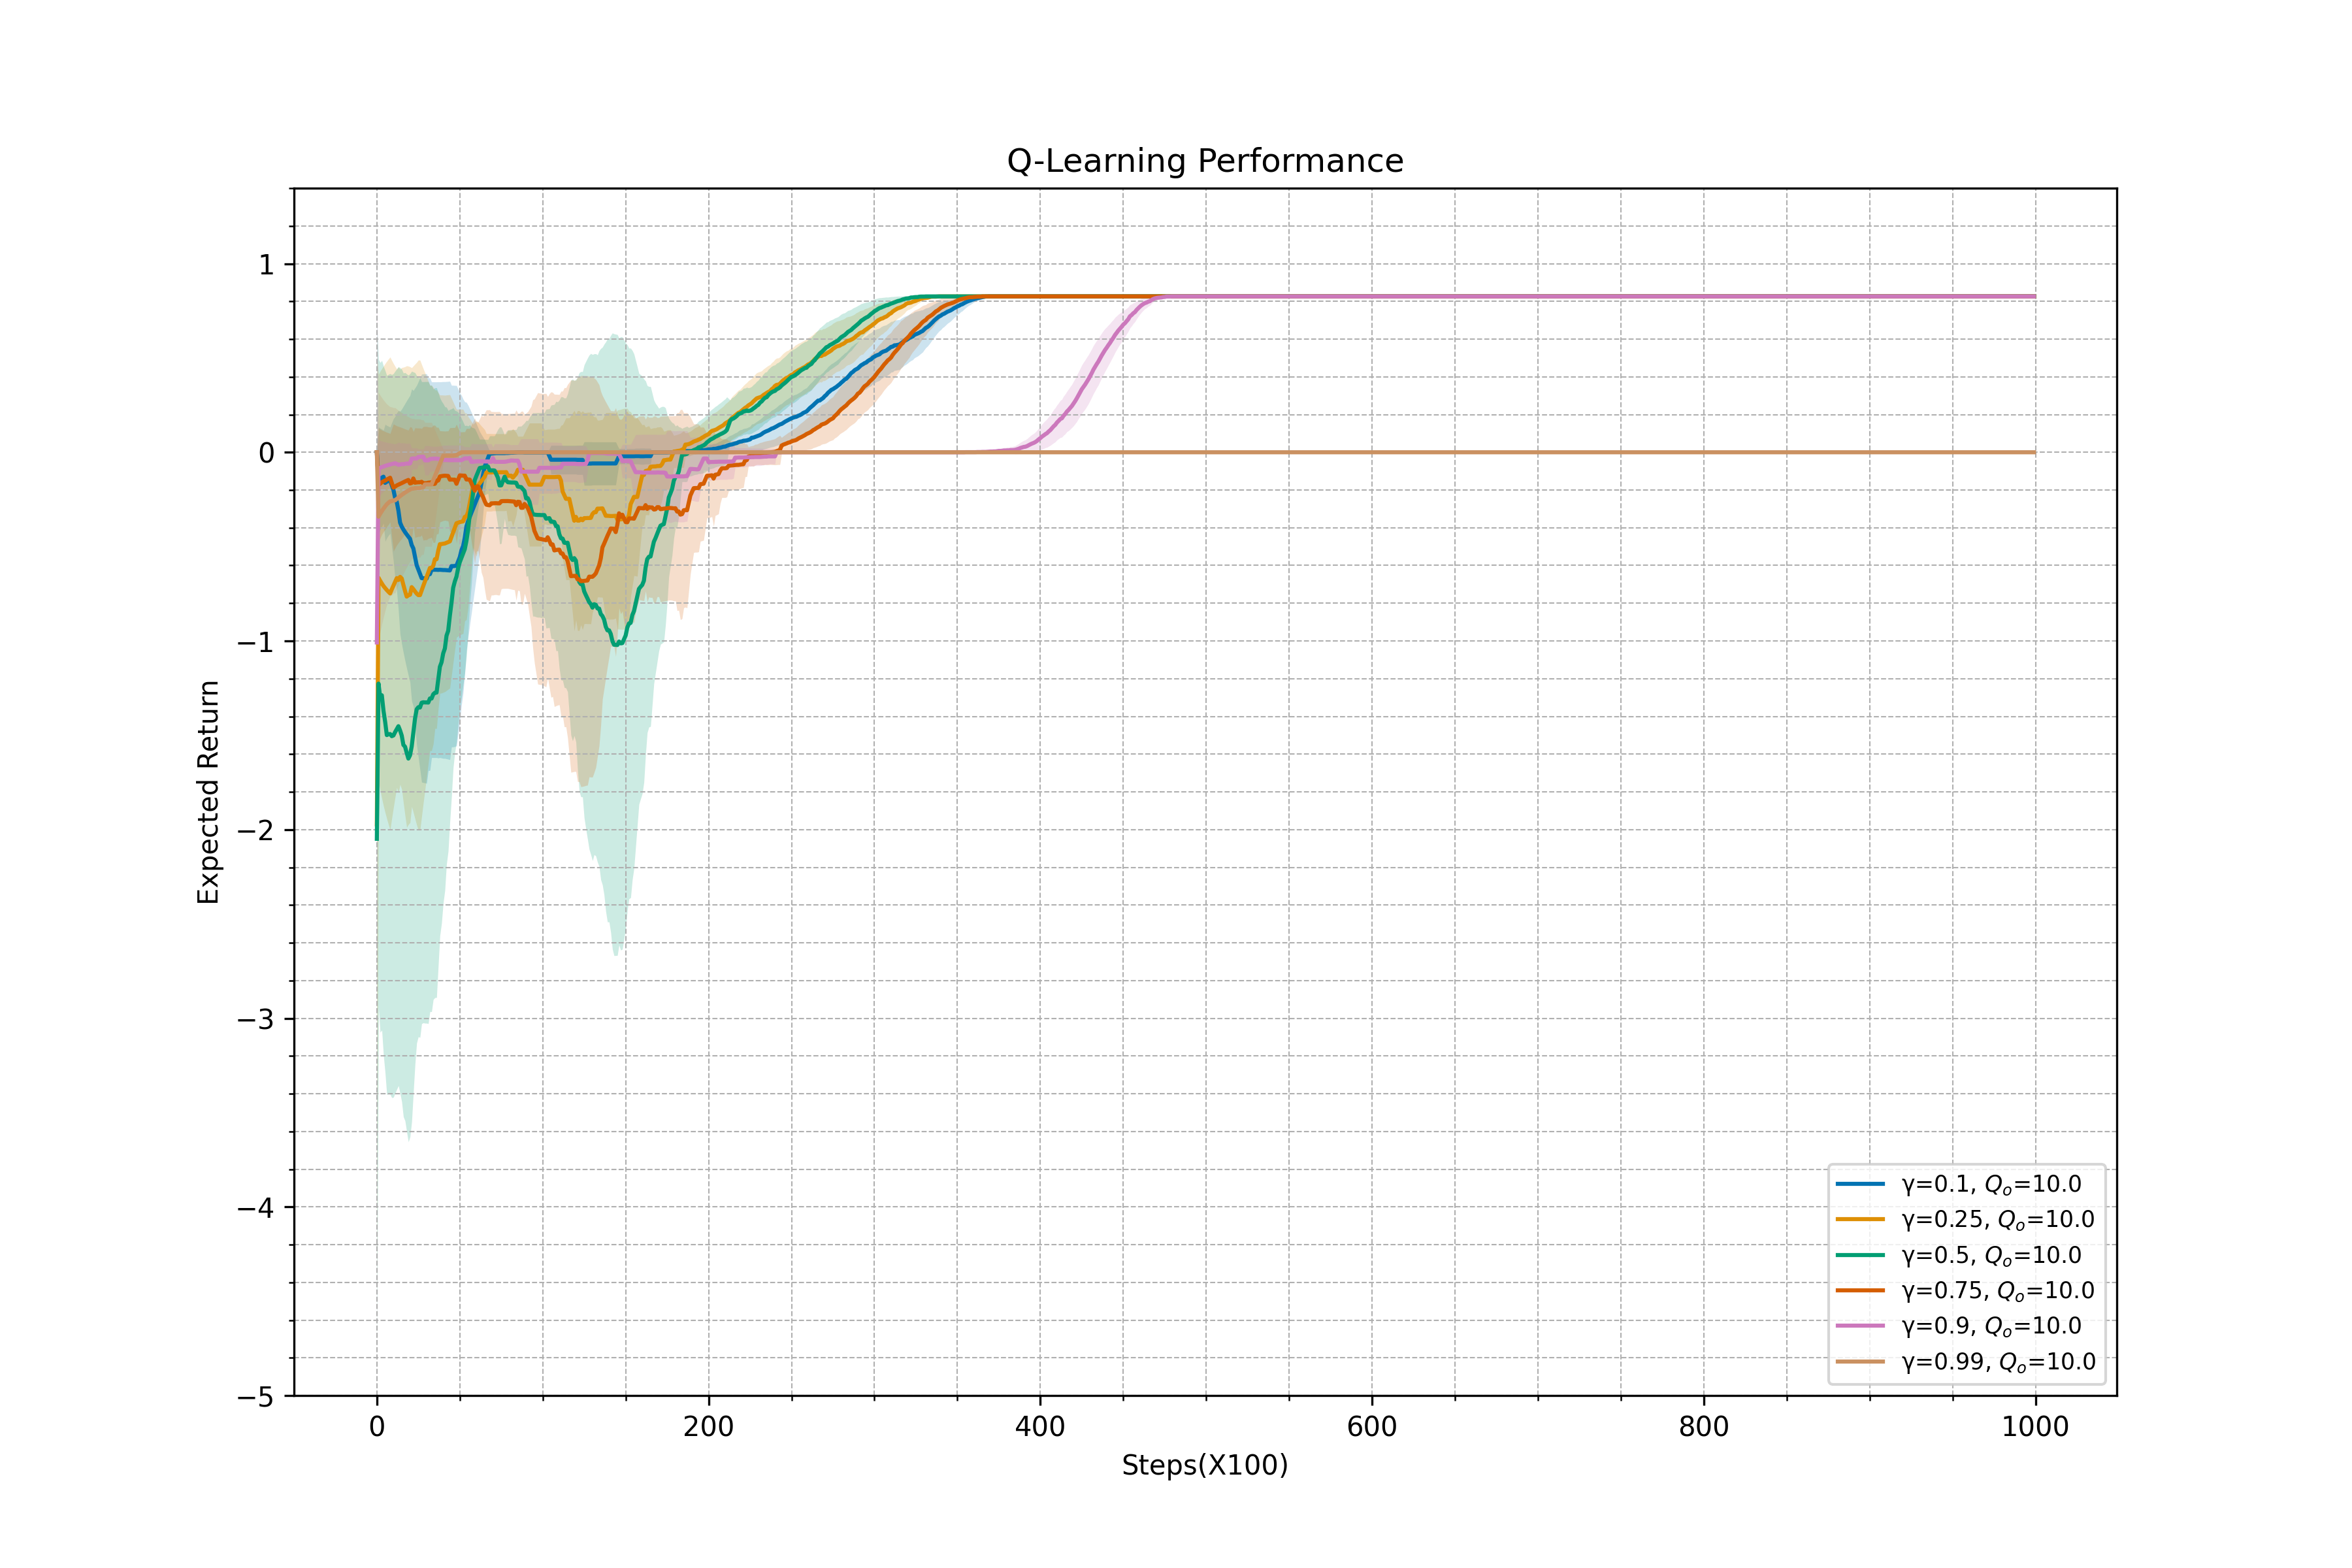 Q-Learning Performance
Expected Return
1
0
−1
−2
−3
−4
−5
0 200 400 600 800 1000
Steps(X100)
γ=0.1, Qₒ=10.0
γ=0.25, Qₒ=10.0
γ=0.5, Qₒ=10.0
γ=0.75, Qₒ=10.0
γ=0.9, Qₒ=10.0
γ=0.99, Qₒ=10.0